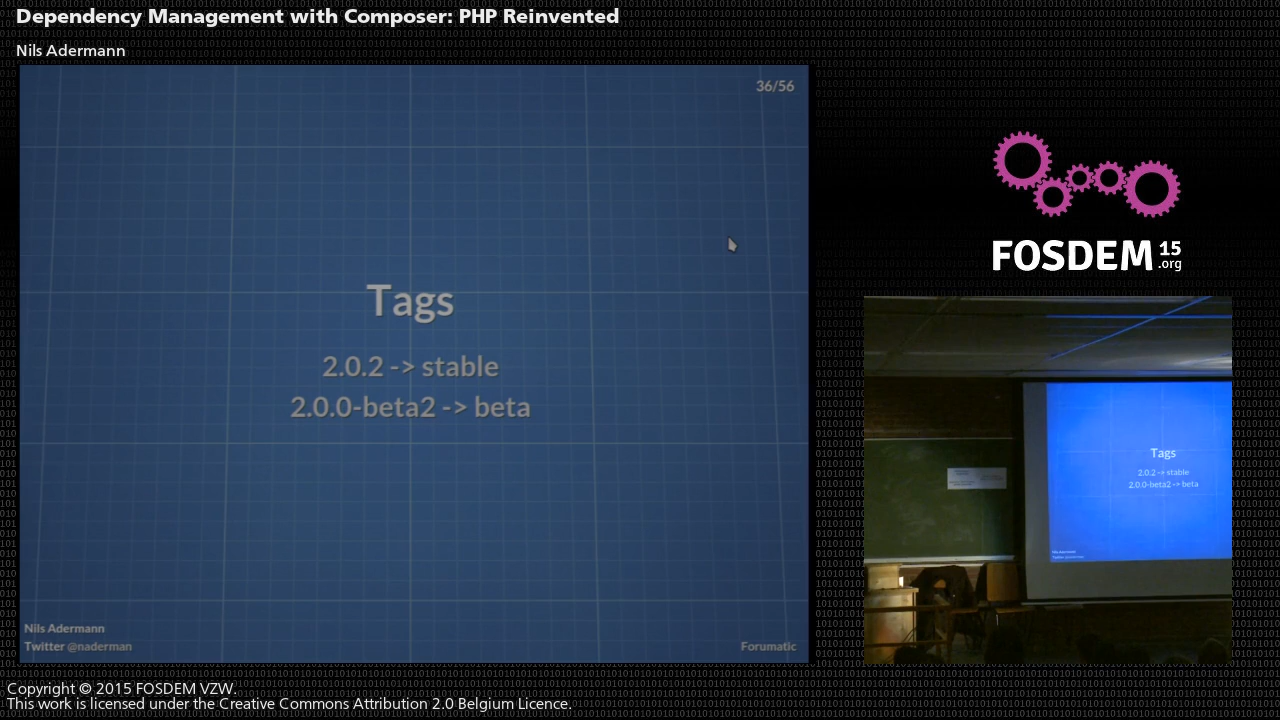 Dependency Management with Composer: PHP Reinvented
Nils Adermann
36/56
Tags
2.0.2 -> stable
2.0.0-beta2 -> beta
Nils Adermann
Twitter @naderman
Forumatic
FOSDEM 15
.org
Tags
2.0.2 -> stable
2.0.0-beta2 -> beta
Copyright © 2015 FOSDEM VZW.
This work is licensed under the Creative Commons Attribution 2.0 Belgium Licence.